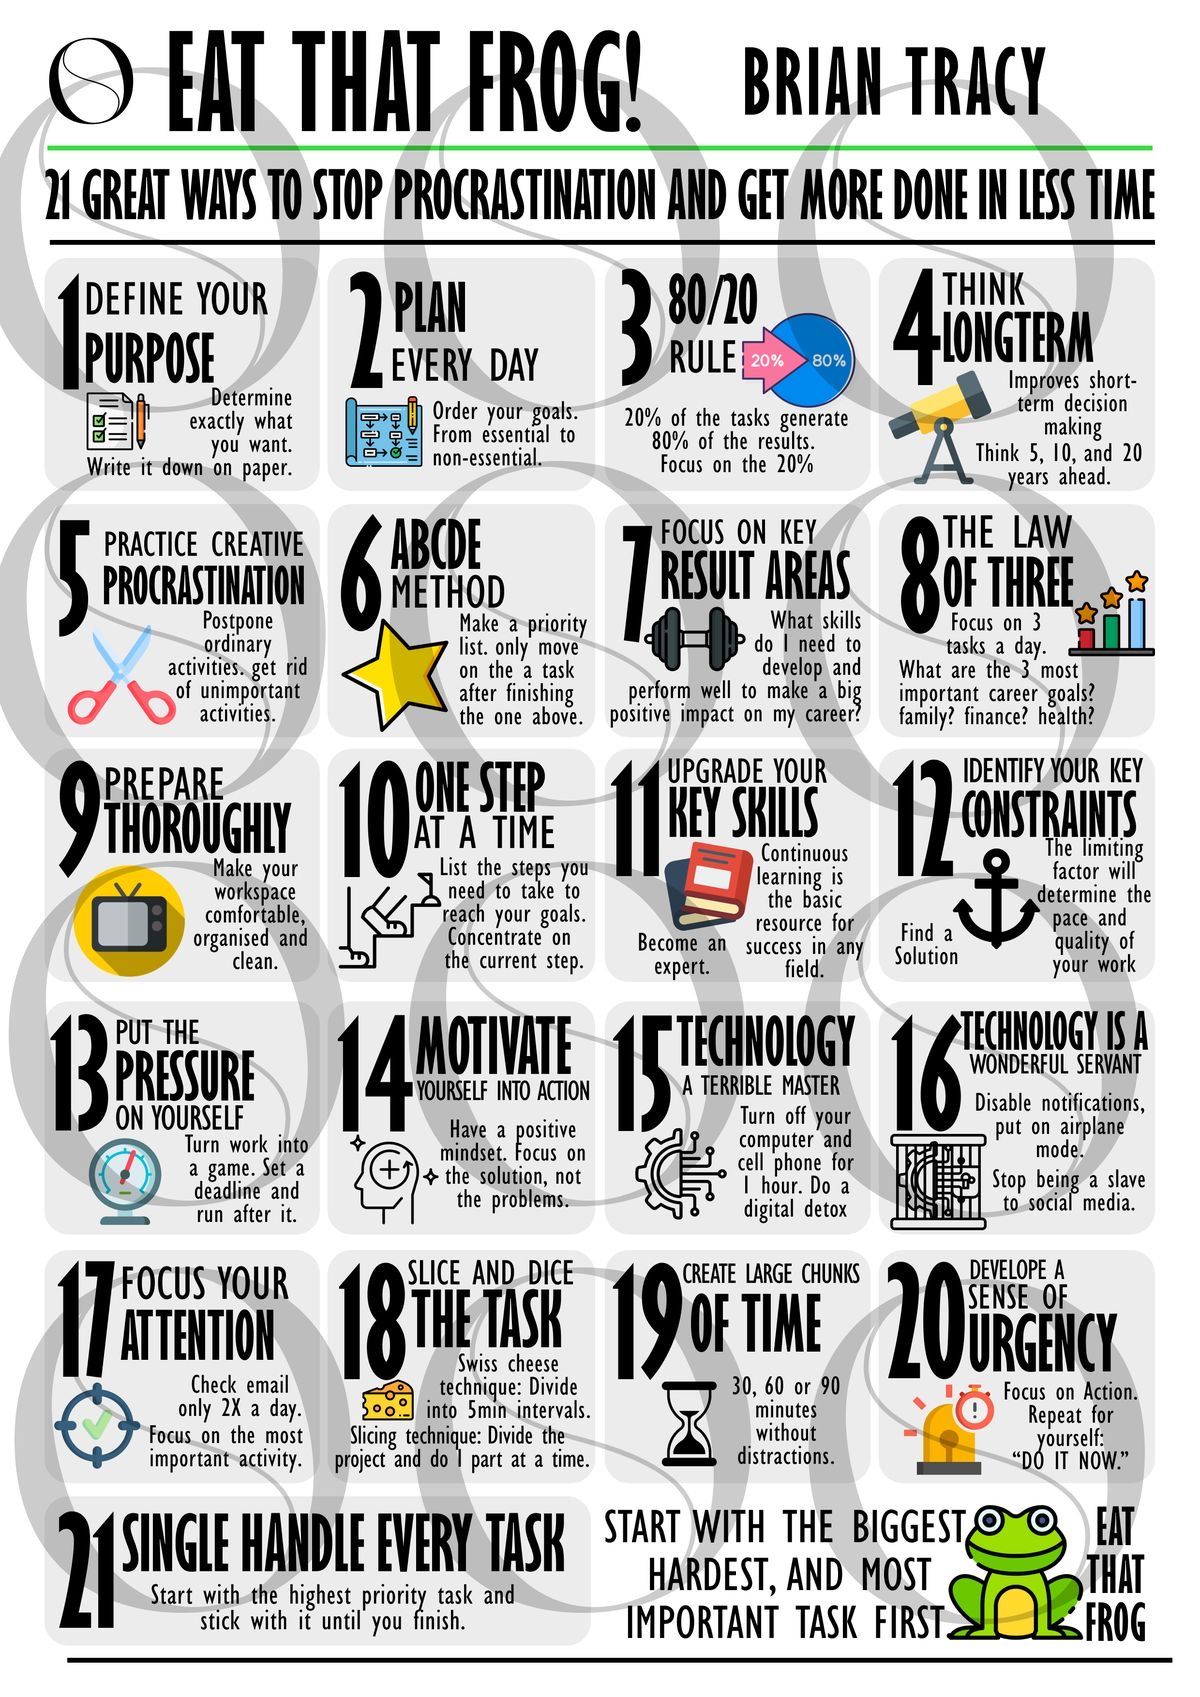 EAT THAT FROG!
BRIAN TRACY
21 GREAT WAYS TO STOP PROCRASTINATION AND GET MORE DONE IN LESS TIME
1 DEFINE YOUR
PURPOSE
Determine
exactly what
you want.
Write it down on paper.
2 PLAN
EVERY DAY
Order your goals.
From essential to
non-essential.
3 80/20
RULE
20% 80%
20% of the tasks generate
80% of the results.
Focus on the 20%
4 THINK
LONGTERM
Improves short-
term decision
making
Think 5, 10, and 20
years ahead.
5 PRACTICE CREATIVE
PROCRASTINATION
Postpone
ordinary
activities. get rid
of unimportant
activities.
6 ABCDE
METHOD
Make a priority
list. only move
on the a task
after finishing
the one above.
7 FOCUS ON KEY
RESULT AREAS
What skills
do I need to
develop and
perform well to make a big
positive impact on my career?
8 THE LAW
OF THREE
Focus on 3
tasks a day.
What are the 3 most
important career goals?
family? finance? health?
9 PREPARE
THOROUGHLY
Make your
workspace
comfortable,
organised and
clean.
10 ONE STEP
AT A TIME
List the steps you
need to take to
reach your goals.
Concentrate on
the current step.
11 UPGRADE YOUR
KEY SKILLS
Continuous
learning is
the basic
resource for
success in any
field.
Become an
expert.
12 IDENTIFY YOUR KEY
CONSTRAINTS
The limiting
factor will
determine the
pace and
quality of
your work
Find a
Solution
13 PUT THE
PRESSURE
ON YOURSELF
Turn work into
a game. Set a
deadline and
run after it.
14 MOTIVATE
YOURSELF INTO ACTION
Have a positive
mindset. Focus on
the solution, not
the problems.
15 TECHNOLOGY
A TERRIBLE MASTER
Turn off your
computer and
cell phone for
1 hour. Do a
digital detox
16 TECHNOLOGY IS A
WONDERFUL SERVANT
Disable notifications,
put on airplane
mode.
Stop being a slave
to social media.
17 FOCUS YOUR
ATTENTION
Check email
only 2X a day.
Focus on the most
important activity.
18 SLICE AND DICE
THE TASK
Swiss cheese
technique: Divide
into 5min intervals.
Slicing technique: Divide the
project and do 1 part at a time.
19 CREATE LARGE CHUNKS
OF TIME
30, 60 or 90
minutes
without
distractions.
20 DEVELOPE A
SENSE OF
URGENCY
Focus on Action.
Repeat for
yourself:
“DO IT NOW.”
21 SINGLE HANDLE EVERY TASK
Start with the highest priority task and
stick with it until you finish.
START WITH THE BIGGEST
HARDEST, AND MOST
IMPORTANT TASK FIRST.
EAT
THAT
FROG